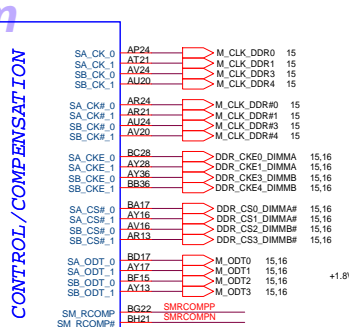 m
CONTROL/COMPENSATION
SA_CK_0 AP24 M_CLK_DDR0 15
SA_CK_1 AT21 M_CLK_DDR1 15
SB_CK_0 AV24 M_CLK_DDR3 15
SB_CK_1 AU20 M_CLK_DDR4 15
SA_CK#_0 AR24 M_CLK_DDR#0 15
SA_CK#_1 AR21 M_CLK_DDR#1 15
SB_CK#_0 AU24 M_CLK_DDR#3 15
SB_CK#_1 AV20 M_CLK_DDR#4 15
SA_CKE_0 BC28 DDR_CKE0_DIMMA 15,16
SA_CKE_1 AY28 DDR_CKE1_DIMMA 15,16
SB_CKE_0 AY36 DDR_CKE3_DIMMB 15,16
SB_CKE_1 BB36 DDR_CKE4_DIMMB 15,16
SA_CS#_0 BA17 DDR_CS0_DIMMA# 15,16
SA_CS#_1 AY16 DDR_CS1_DIMMA# 15,16
SB_CS#_0 AV16 DDR_CS2_DIMMB# 15,16
SB_CS#_1 AR13 DDR_CS3_DIMMB# 15,16
SA_ODT_0 BD17 M_ODT0 15,16
SA_ODT_1 AY17 M_ODT1 15,16
SB_ODT_0 BF15 M_ODT2 15,16
SB_ODT_1 AY13 M_ODT3 15,16
+1.8V
SM_RCOMP BG22 SMRCOMPP
SM_RCOMP# BH21 SMRCOMPN